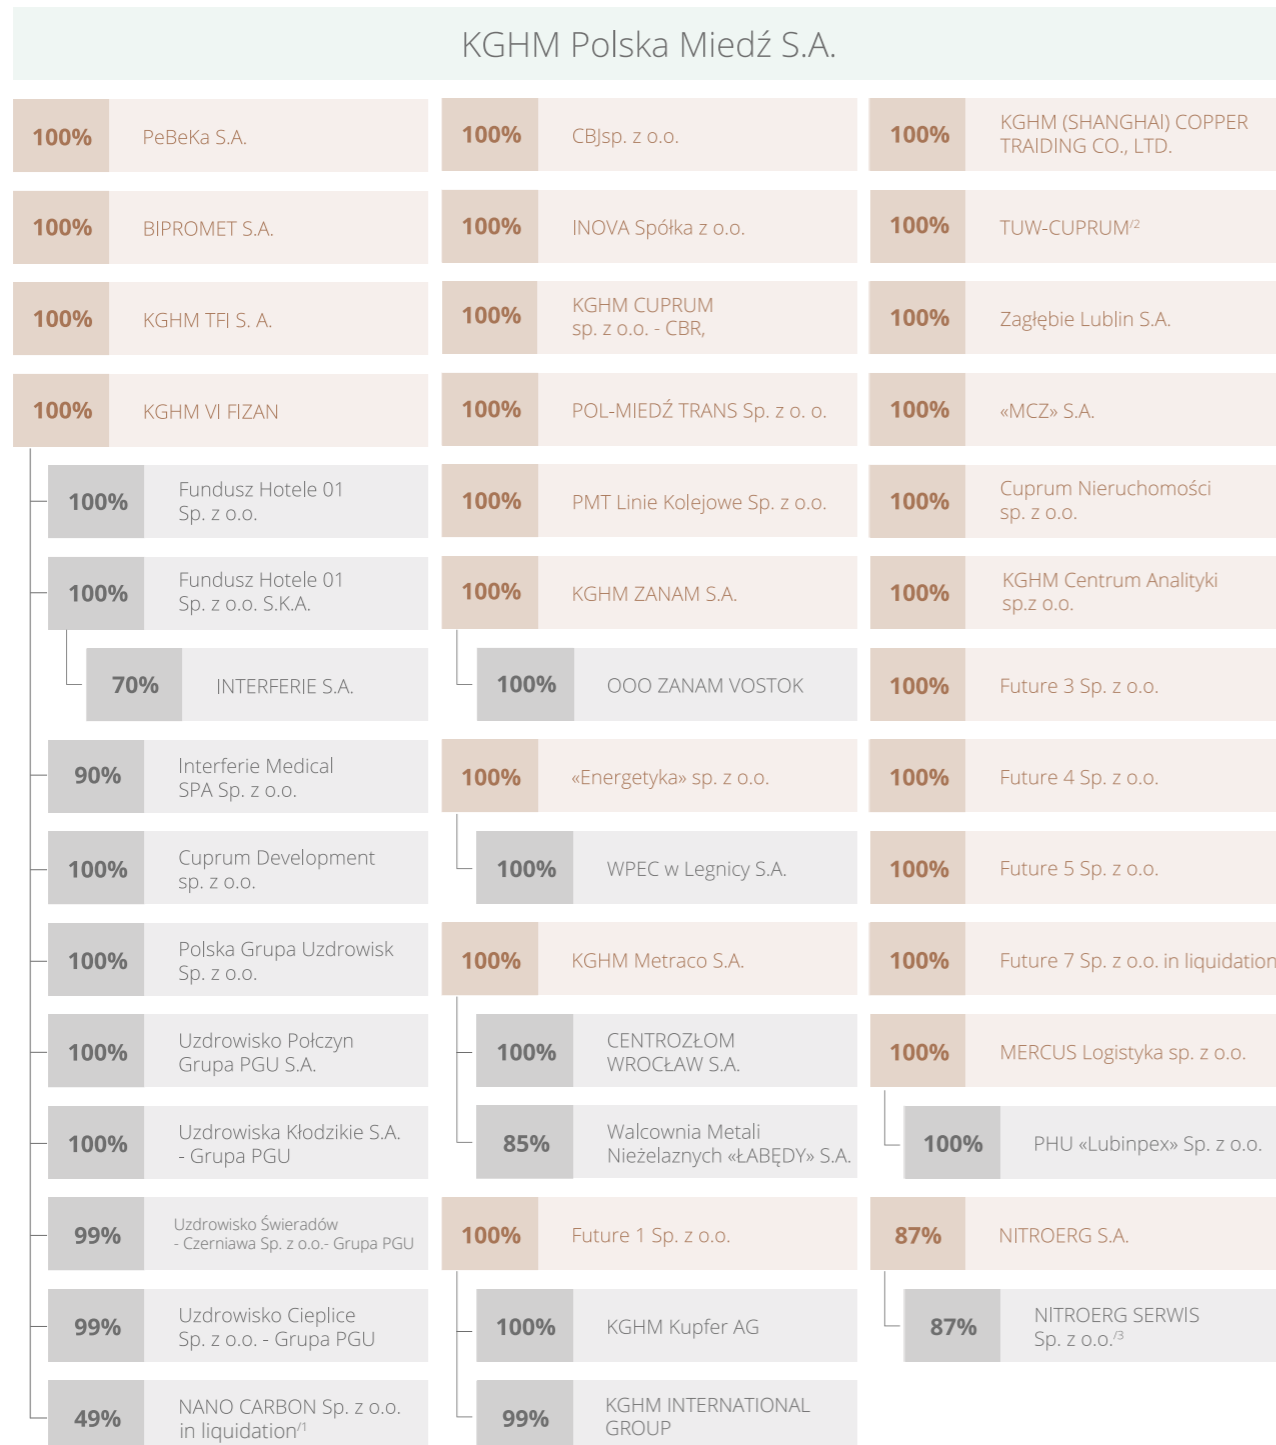 KGHM Polska Miedź S.A.
100%
PeBeKa S.A.
100%
BIPROMET S.A.
100%
KGHM TFI S. A.
100%
KGHM VI FIZAN
100%
Fundusz Hotele 01
Sp. z o.o.
100%
Fundusz Hotele 01
Sp. z o.o. S.K.A.
70%
INTERFERIE S.A.
90%
Interferie Medical
SPA Sp. z o.o.
100%
Cuprum Development
sp. z o.o.
100%
Polska Grupa Uzdrowisk
Sp. z o.o.
100%
Uzdrowisko Połczyn
Grupa PGU S.A.
100%
Uzdrowiska Kłodzikie S.A.
- Grupa PGU
99%
Uzdrowisko Świeradów
- Czerniawa Sp. z o.o.- Grupa PGU
99%
Uzdrowisko Cieplice
Sp. z o.o. - Grupa PGU
49%
NANO CARBON Sp. z o.o.
in liquidation/1
100%
CBJsp. z o.o.
100%
INOVA Spółka z o.o.
100%
KGHM CUPRUM
sp. z o.o. - CBR,
100%
POL-MIEDŹ TRANS Sp. z o. o.
100%
PMT Linie Kolejowe Sp. z o.o.
100%
KGHM ZANAM S.A.
100%
OOO ZANAM VOSTOK
100%
«Energetyka» sp. z o.o.
100%
WPEC w Legnicy S.A.
100%
KGHM Metraco S.A.
100%
CENTROZŁOM
WROCŁAW S.A.
85%
Walcownia Metali
Nieżelaznych «ŁABĘDY» S.A.
100%
Future 1 Sp. z o.o.
100%
KGHM Kupfer AG
99%
KGHM INTERNATIONAL
GROUP
100%
KGHM (SHANGHAI) COPPER
TRAIDING CO., LTD.
100%
TUW-CUPRUM/2
100%
Zagłębie Lublin S.A.
100%
«MCZ» S.A.
100%
Cuprum Nieruchomości
sp. z o.o.
100%
KGHM Centrum Analityki
sp.z o.o.
100%
Future 3 Sp. z o.o.
100%
Future 4 Sp. z o.o.
100%
Future 5 Sp. z o.o.
100%
Future 7 Sp. z o.o. in liquidation
100%
MERCUS Logistyka sp. z o.o.
100%
PHU «Lubinpex» Sp. z o.o.
87%
NITROERG S.A.
87%
NITROERG SERWIS
Sp. z o.o./3